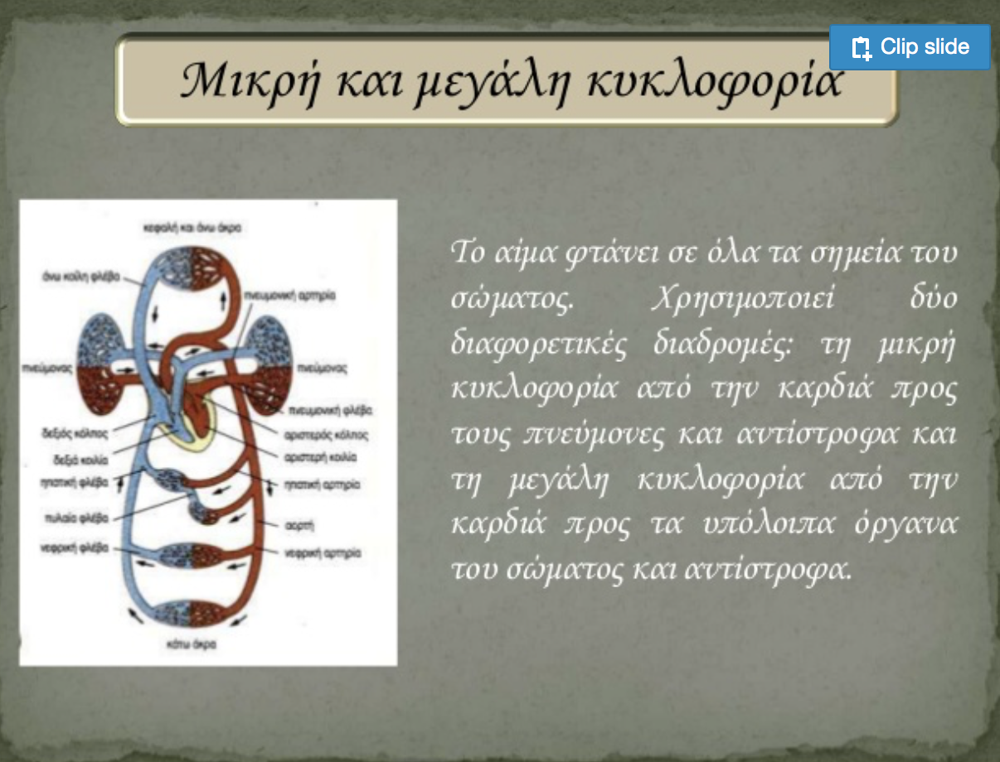 Clip slide
Μικρή και μεγάλη κυκλοφορία
κεφαλή και άνω άκρα
άνω κοίλη φλέβα
πνευμονική αρτηρία
πνεύμονας
πνεύμονας
πνευμονική φλέβα
δεξιός κόλπος
αριστερός κόλπος
δεξιά κοιλία
αριστερή κοιλία
ηπατική φλέβα
ηπατική αρτηρία
πυλαία φλέβα
αορτή
νεφρική φλέβα
νεφρική αρτηρία
κάτω άκρα
Το αίμα φτάνει σε όλα τα σημεία του
σώματος. Χρησιμοποιεί δύο
διαφορετικές διαδρομές: τη μικρή
κυκλοφορία από την καρδιά προς
τους πνεύμονες και αντίστροφα και
τη μεγάλη κυκλοφορία από την
καρδιά προς τα υπόλοιπα όργανα
του σώματος και αντίστροφα.